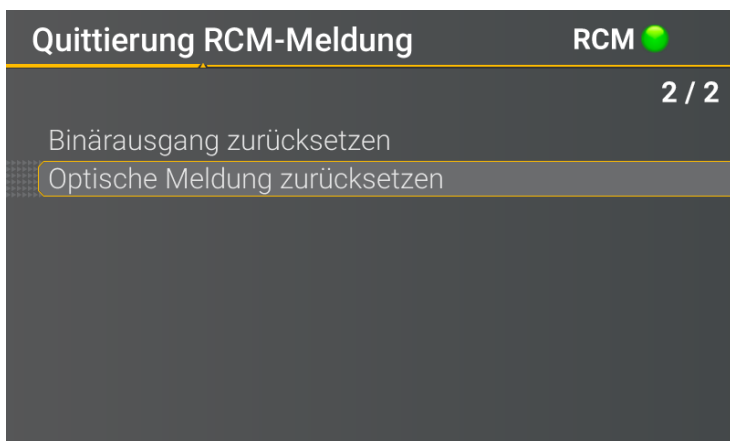 Quittierung RCM-Meldung RCM
2 / 2
Binärausgang zurücksetzen
Optische Meldung zurücksetzen